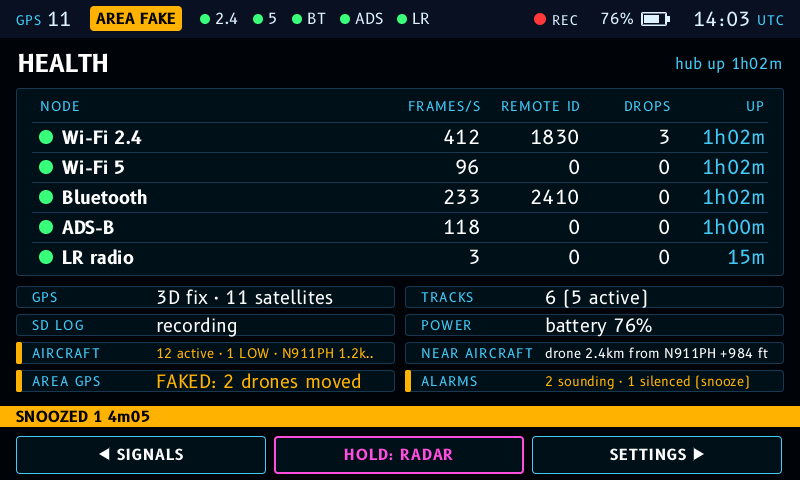 GPS 11 AREA FAKE 2.4 5 BT ADS LR REC 76% 14:03 UTC
HEALTH hub up 1h02m
NODE FRAMES/S REMOTE ID DROPS UP
Wi-Fi 2.4 412 1830 3 1h02m
Wi-Fi 5 96 0 0 1h02m
Bluetooth 233 2410 0 1h02m
ADS-B 118 0 0 1h00m
LR radio 3 0 0 15m
GPS 3D fix · 11 satellites TRACKS 6 (5 active)
SD LOG recording POWER battery 76%
AIRCRAFT 12 active · 1 LOW · N911PH 1.2k.. NEAR AIRCRAFT drone 2.4km from N911PH +984 ft
AREA GPS FAKED: 2 drones moved ALARMS 2 sounding · 1 silenced (snooze)
SNOOZED 1 4m05
◀ SIGNALS HOLD: RADAR SETTINGS ▶